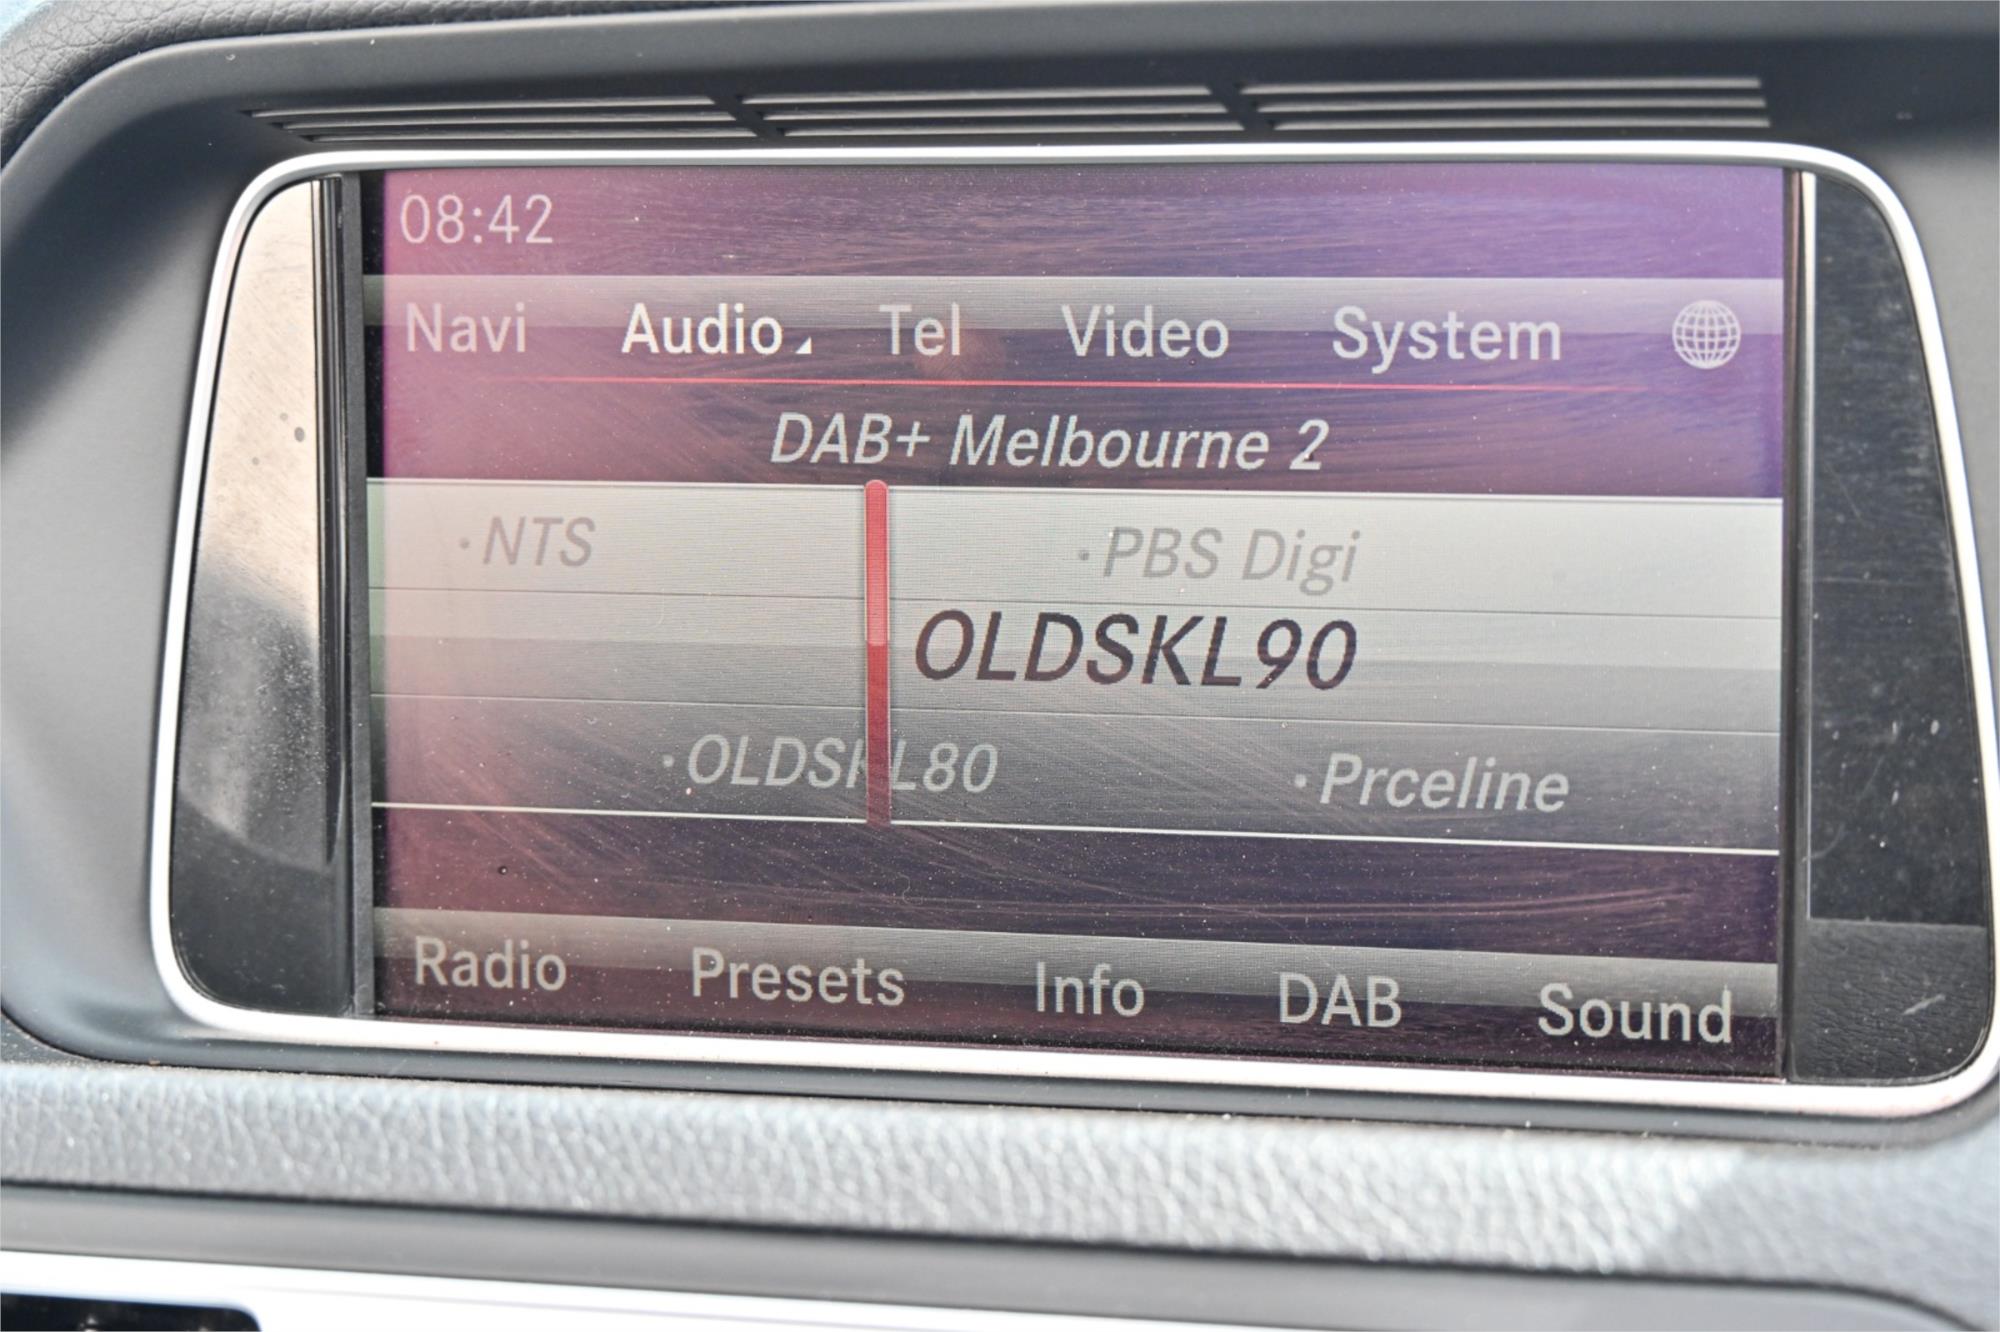 08:42
Navi Audio Tel Video System
DAB+ Melbourne 2
·NTS ·PBS Digi
OLDSKL90
·OLDSKL80 ·Prceline
Radio Presets Info DAB Sound